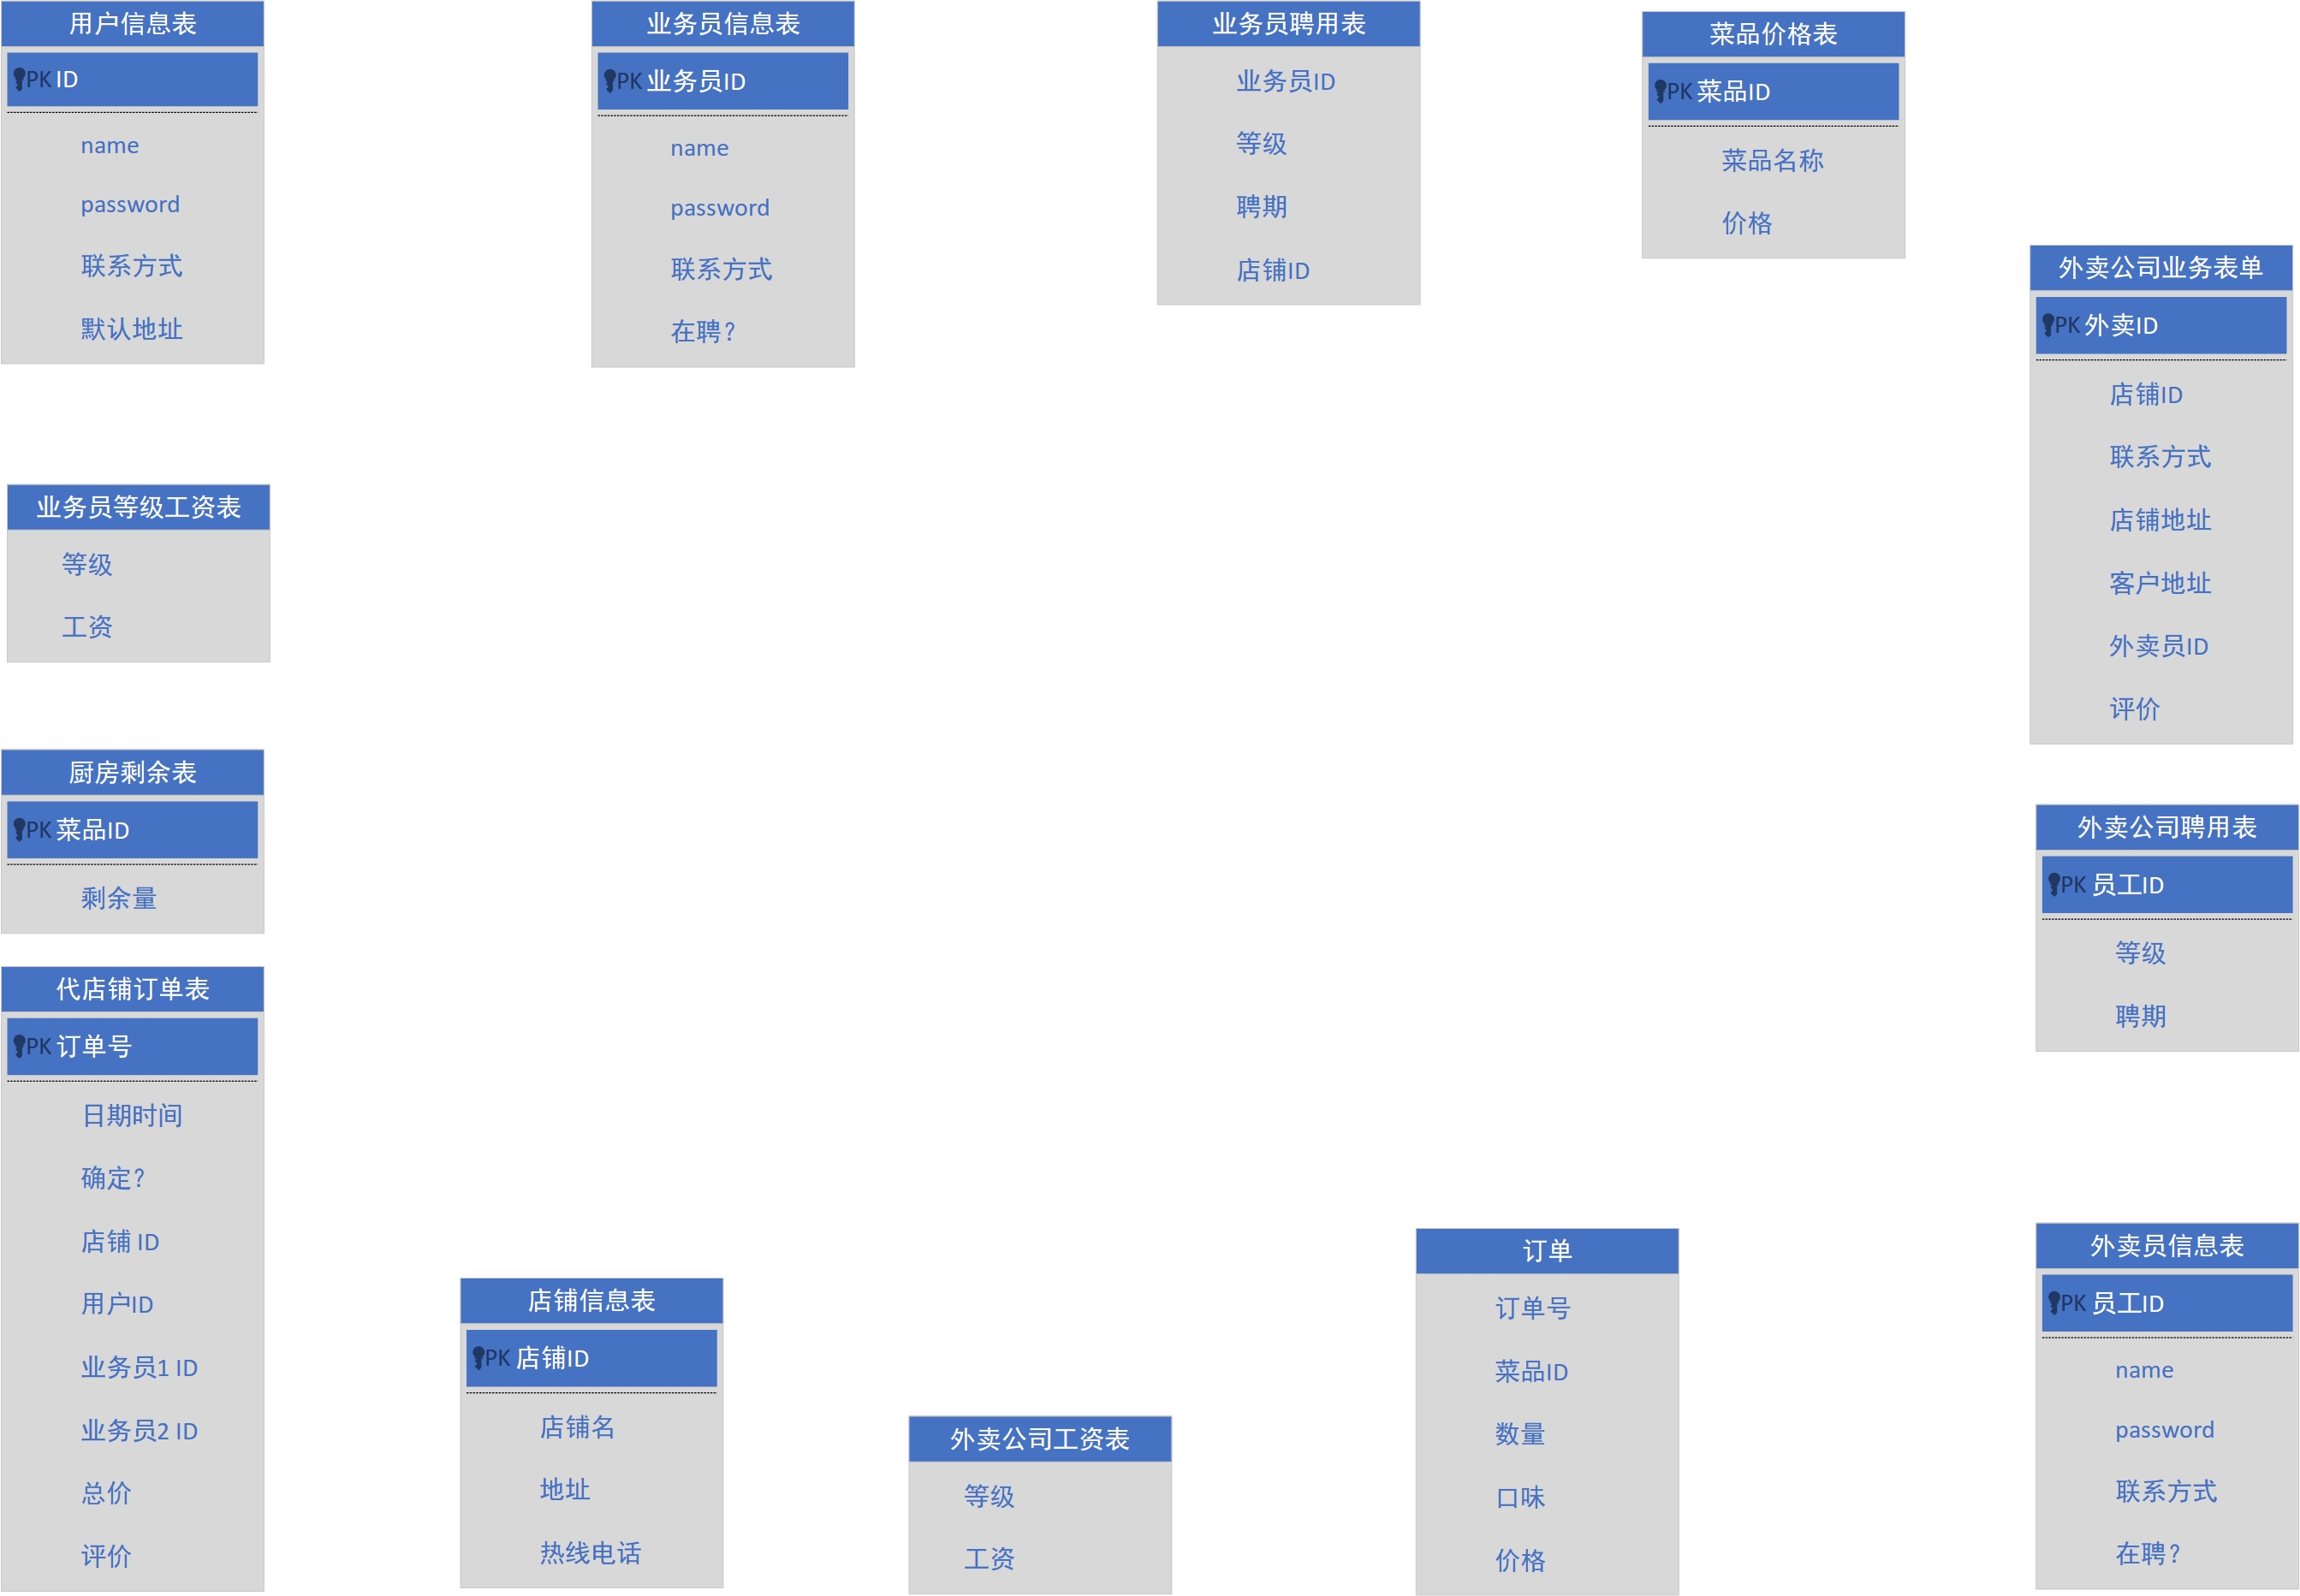 用户信息表
PK ID
name
password
联系方式
默认地址
业务员信息表
PK 业务员ID
name
password
联系方式
在聘?
业务员聘用表
业务员ID
等级
聘期
店铺ID
菜品价格表
PK 菜品ID
菜品名称
价格
外卖公司业务表单
PK 外卖ID
店铺ID
联系方式
店铺地址
客户地址
外卖员ID
评价
业务员等级工资表
等级
工资
厨房剩余表
PK 菜品ID
剩余量
外卖公司聘用表
PK 员工ID
等级
聘期
代店铺订单表
PK 订单号
日期时间
确定?
店铺 ID
用户ID
业务员1 ID
业务员2 ID
总价
评价
店铺信息表
PK 店铺ID
店铺名
地址
热线电话
外卖公司工资表
等级
工资
订单
订单号
菜品ID
数量
口味
价格
外卖员信息表
PK 员工ID
name
password
联系方式
在聘?